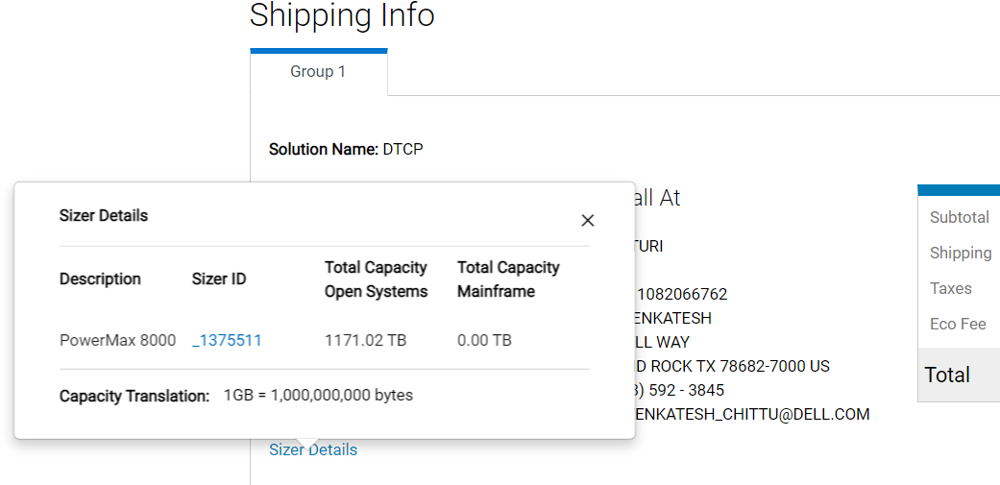 Shipping Info
Group 1
Solution Name: DTCP
Sizer Details
Description
Sizer ID
Total Capacity
Open Systems
Total Capacity
Mainframe
PowerMax 8000
_1375511
1171.02 TB
0.00 TB
Capacity Translation: 1GB = 1,000,000,000 bytes
Sizer Details
all At
TURI
1082066762
ENKATESH
LL WAY
D ROCK TX 78682-7000 US
3) 592 - 3845
ENKATESH_CHITTU@DELL.COM
Subtotal
Shipping
Taxes
Eco Fee
Total